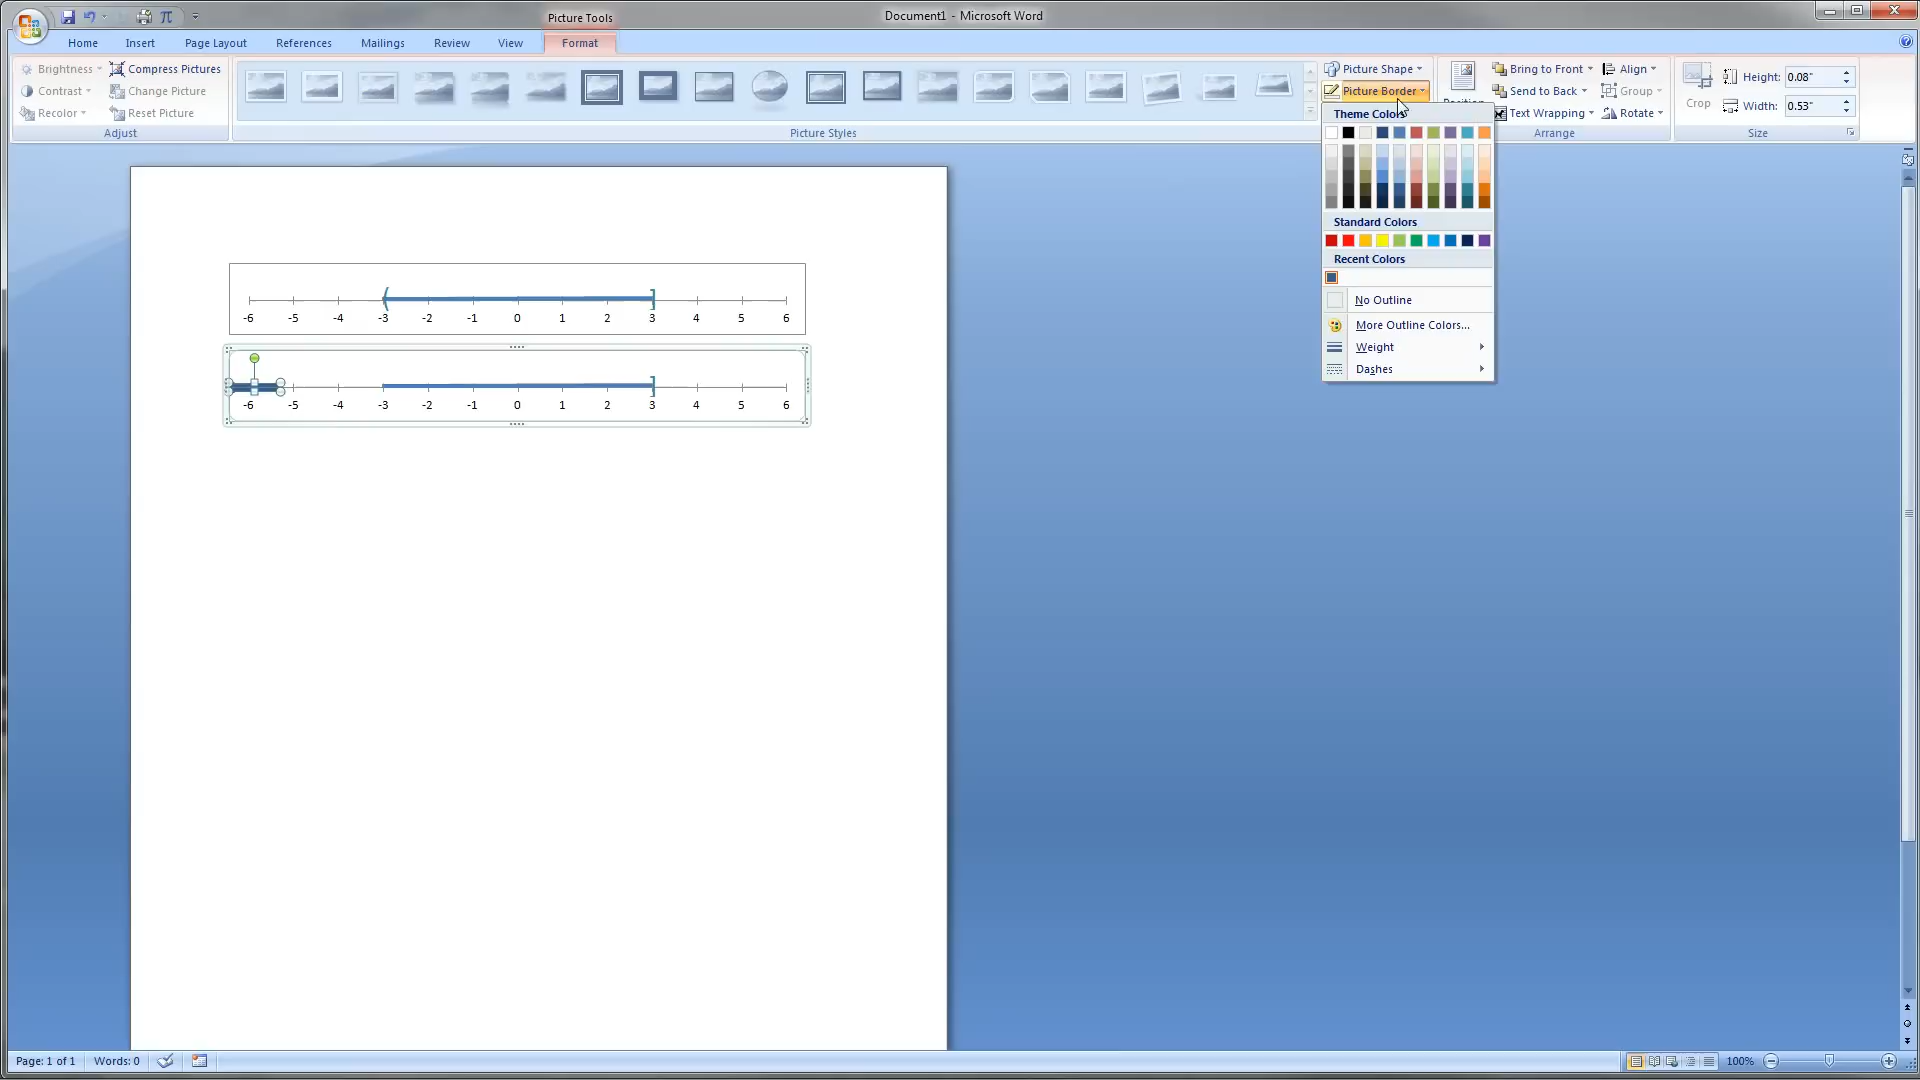 Picture Tools
Document1 - Microsoft Word
Home Insert Page Layout References Mailings Review View Format
Brightness
Contrast
Recolor
Compress Pictures
Change Picture
Reset Picture
Adjust
Picture Styles
Picture Shape
Picture Border
Bring to Front
Send to Back
Text Wrapping
Align
Group
Rotate
Arrange
Crop
Height: 0.08"
Width: 0.53"
Size
Theme Colors
Standard Colors
Recent Colors
No Outline
More Outline Colors...
Weight
Dashes
-6 -5 -4 -3 -2 -1 0 1 2 3 4 5 6
-6 -5 -4 -3 -2 -1 0 1 2 3 4 5 6
Page: 1 of 1 Words: 0
100%